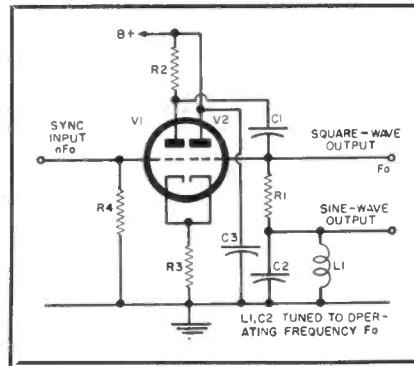 B+
R2
V1
V2
C1
SYNC
INPUT
nFo
SQUARE-WAVE
OUTPUT
Fo
R1
R4
SINE-WAVE
OUTPUT
C3
R3
C2
L1
L1,C2 TUNED TO OPER-
ATING FREQUENCY Fo